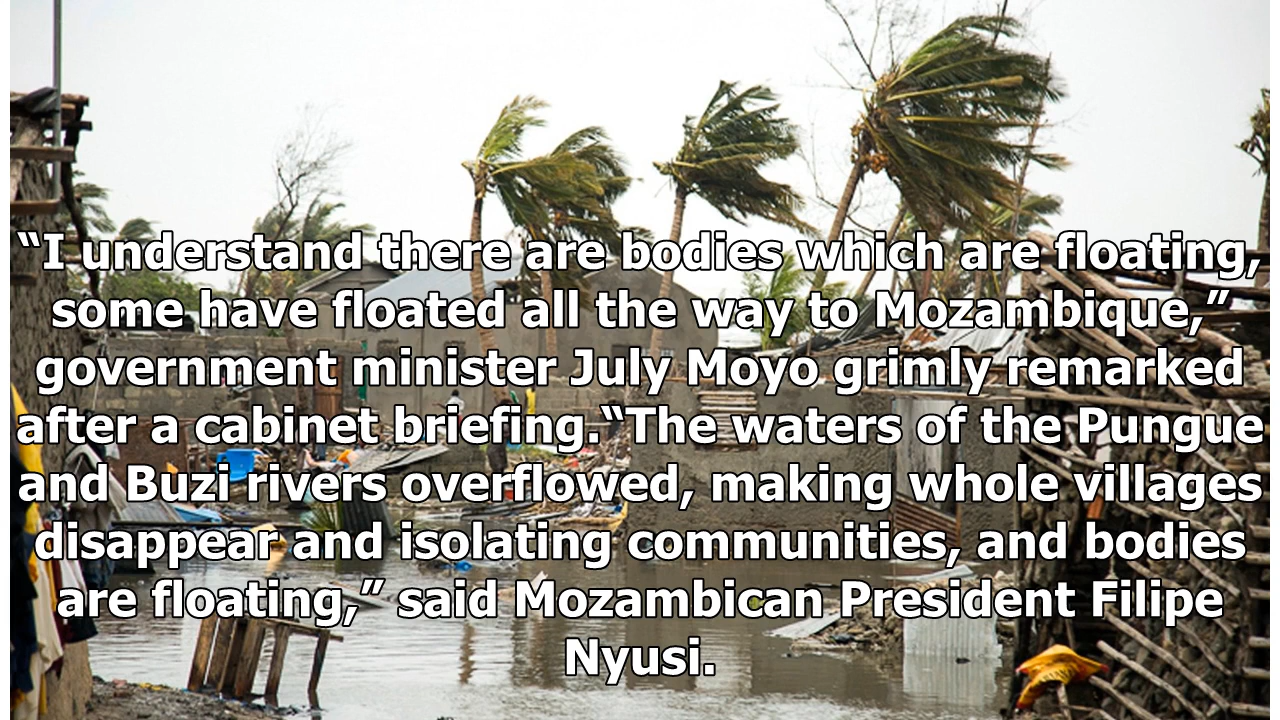 “I understand there are bodies which are floating,
some have floated all the way to Mozambique,”
government minister July Moyo grimly remarked
after a cabinet briefing.“The waters of the Pungue
and Buzi rivers overflowed, making whole villages
disappear and isolating communities, and bodies
are floating,” said Mozambican President Filipe
Nyusi.